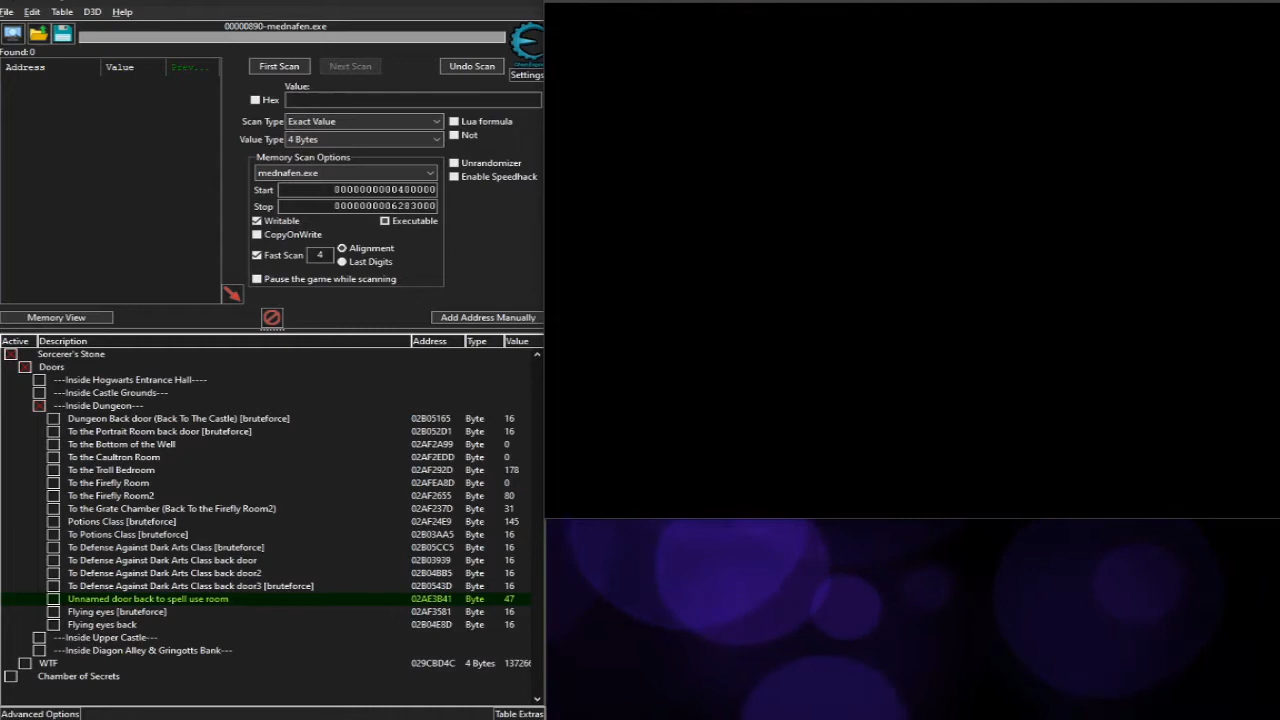 File Edit Table D3D Help
00000890-mednafen.exe
Found: 0
Address Value Prev...
First Scan Next Scan Undo Scan
Settings
Value:
Hex
Scan Type Exact Value
Lua formula
Value Type 4 Bytes
Not
Memory Scan Options
mednafen.exe
Unrandomizer
Enable Speedhack
Start 0000000000400000
Stop 0000000006283000
Writable Executable
CopyOnWrite
Fast Scan 4 Alignment
Last Digits
Pause the game while scanning
Memory View Add Address Manually
Active Description Address Type Value
Sorcerer's Stone
Doors
---Inside Hogwarts Entrance Hall----
---Inside Castle Grounds---
---Inside Dungeon---
Dungeon Back door (Back To The Castle) [bruteforce] 02B05165 Byte 16
To the Portrait Room back door [bruteforce] 02B052D1 Byte 16
To the Bottom of the Well 02AF2A99 Byte 0
To the Caultron Room 02AF2EDD Byte 0
To the Troll Bedroom 02AF292D Byte 178
To the Firefly Room 02AFEA8D Byte 0
To the Firefly Room2 02AF2655 Byte 80
To the Grate Chamber (Back To the Firefly Room2) 02AF237D Byte 31
Potions Class [bruteforce] 02AF24E9 Byte 145
To Potions Class [bruteforce] 02B03AA5 Byte 16
To Defense Against Dark Arts Class [bruteforce] 02B05CC5 Byte 16
To Defense Against Dark Arts Class back door 02B03939 Byte 16
To Defense Against Dark Arts Class back door2 02B04BB5 Byte 16
To Defense Against Dark Arts Class back door3 [bruteforce] 02B0543D Byte 16
Unnamed door back to spell use room 02AE3B41 Byte 47
Flying eyes [bruteforce] 02AF3581 Byte 16
Flying eyes back 02B04E8D Byte 16
---Inside Upper Castle---
---Inside Diagon Alley & Gringotts Bank---
WTF 029CBD4C 4 Bytes 13726
Chamber of Secrets
Advanced Options Table Extras